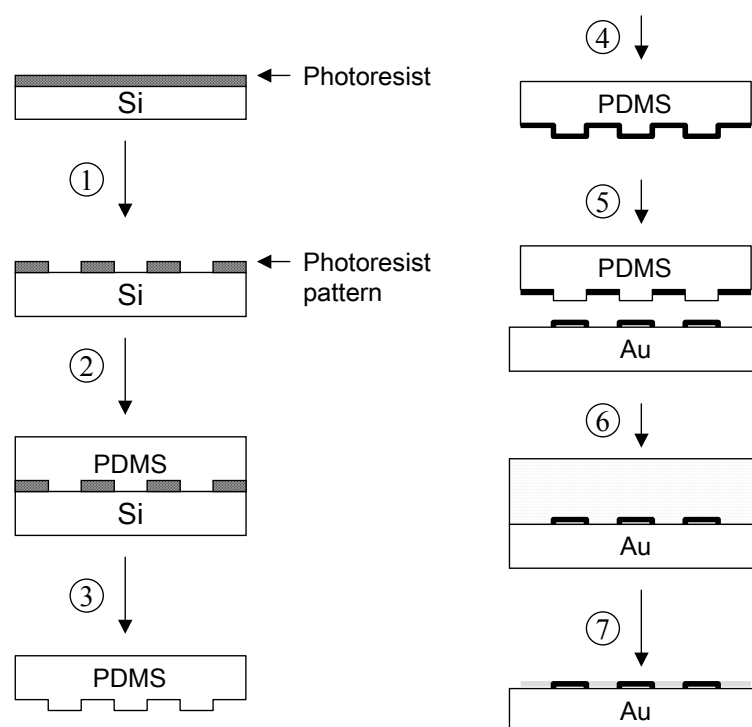 Photoresist
Si
①
Photoresist
pattern
Si
②
PDMS
Si
③
PDMS
④
PDMS
⑤
PDMS
Au
⑥
Au
⑦
Au